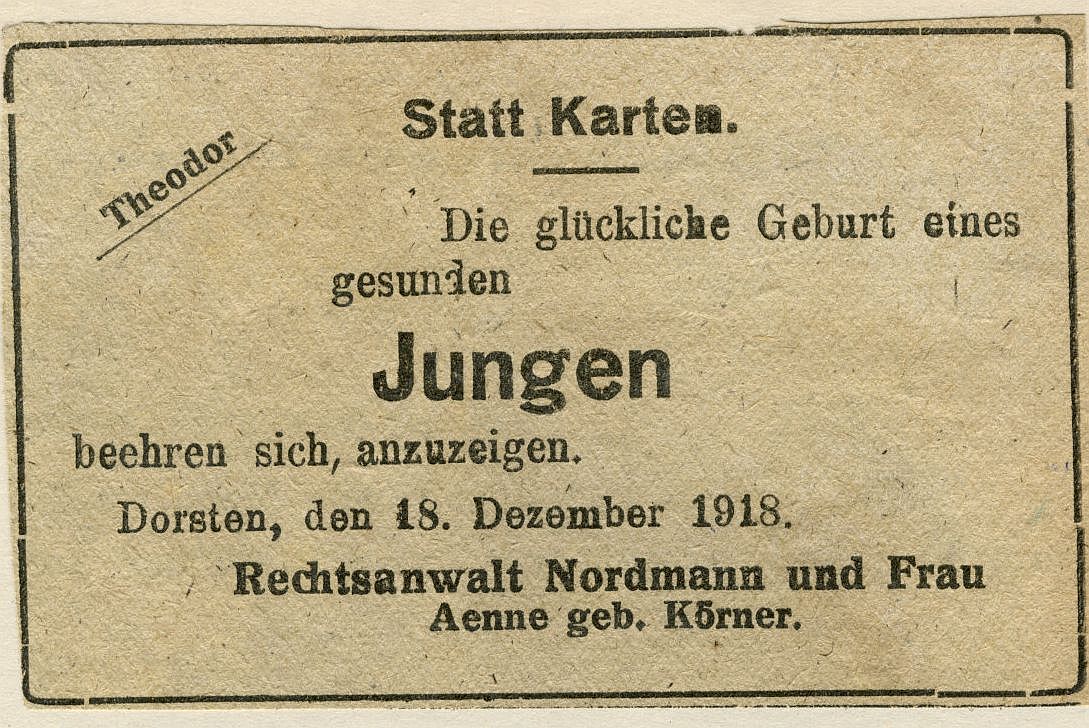 Statt Karten.
Theodor
Die glückliche Geburt eines
gesunden
Jungen
beehren sich, anzuzeigen.
Dorsten, den 18. Dezember 1918.
Rechtsanwalt Nordmann und Frau
Aenne geb. Körner.